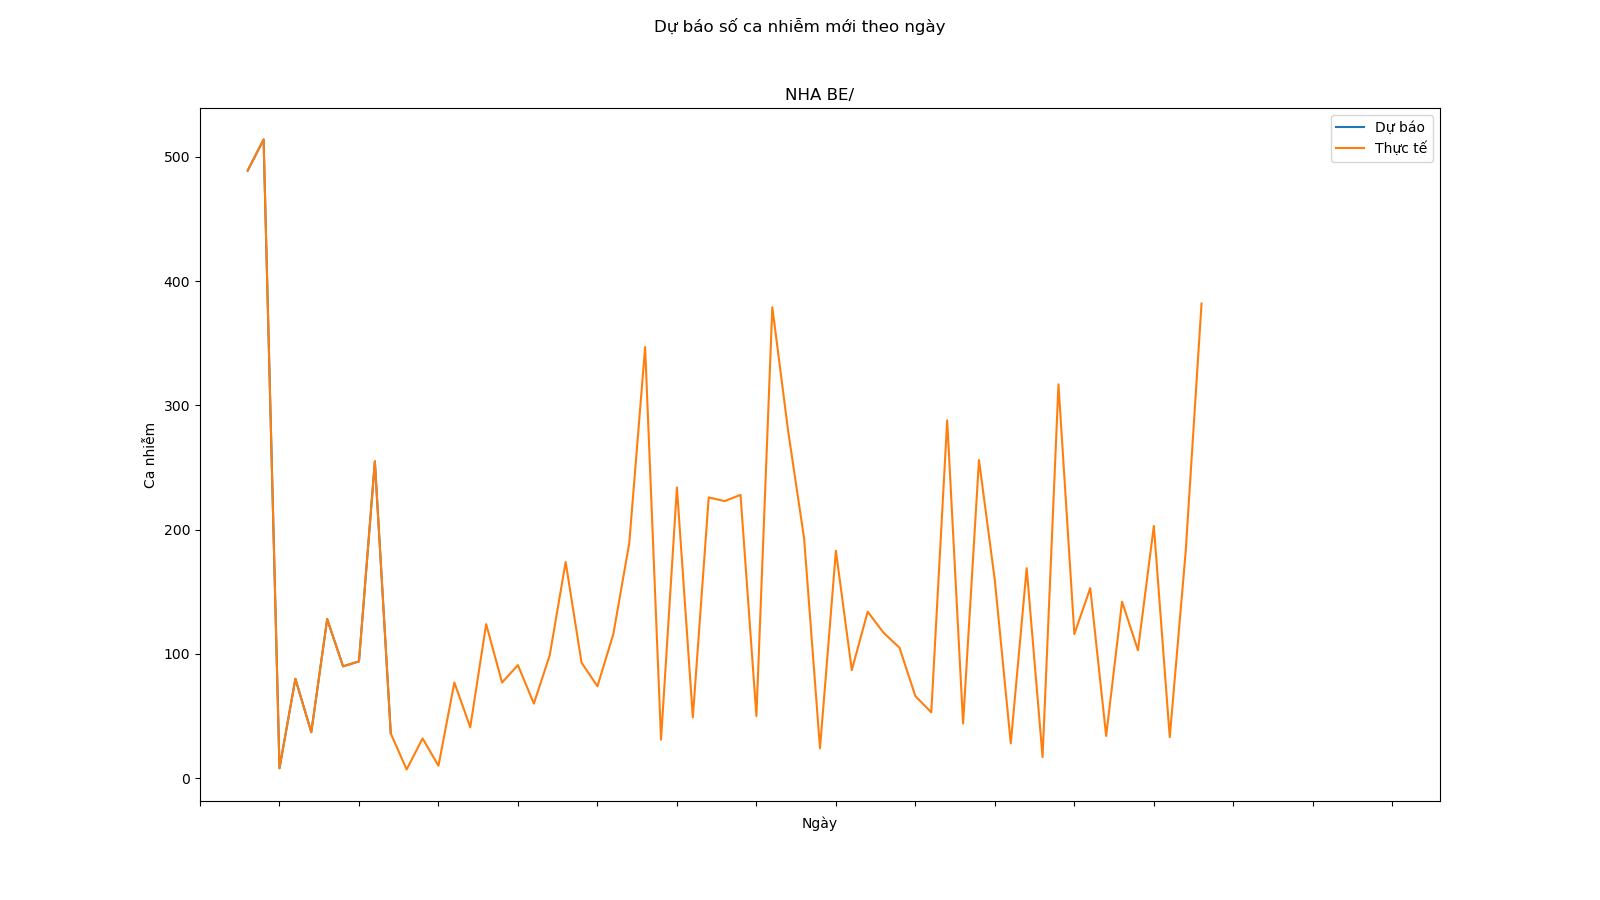 Dự báo số ca nhiễm mới theo ngày
NHA BE/
Dự báo
Thực tế
500
400
300
200
100
0
Ca nhiễm
Ngày